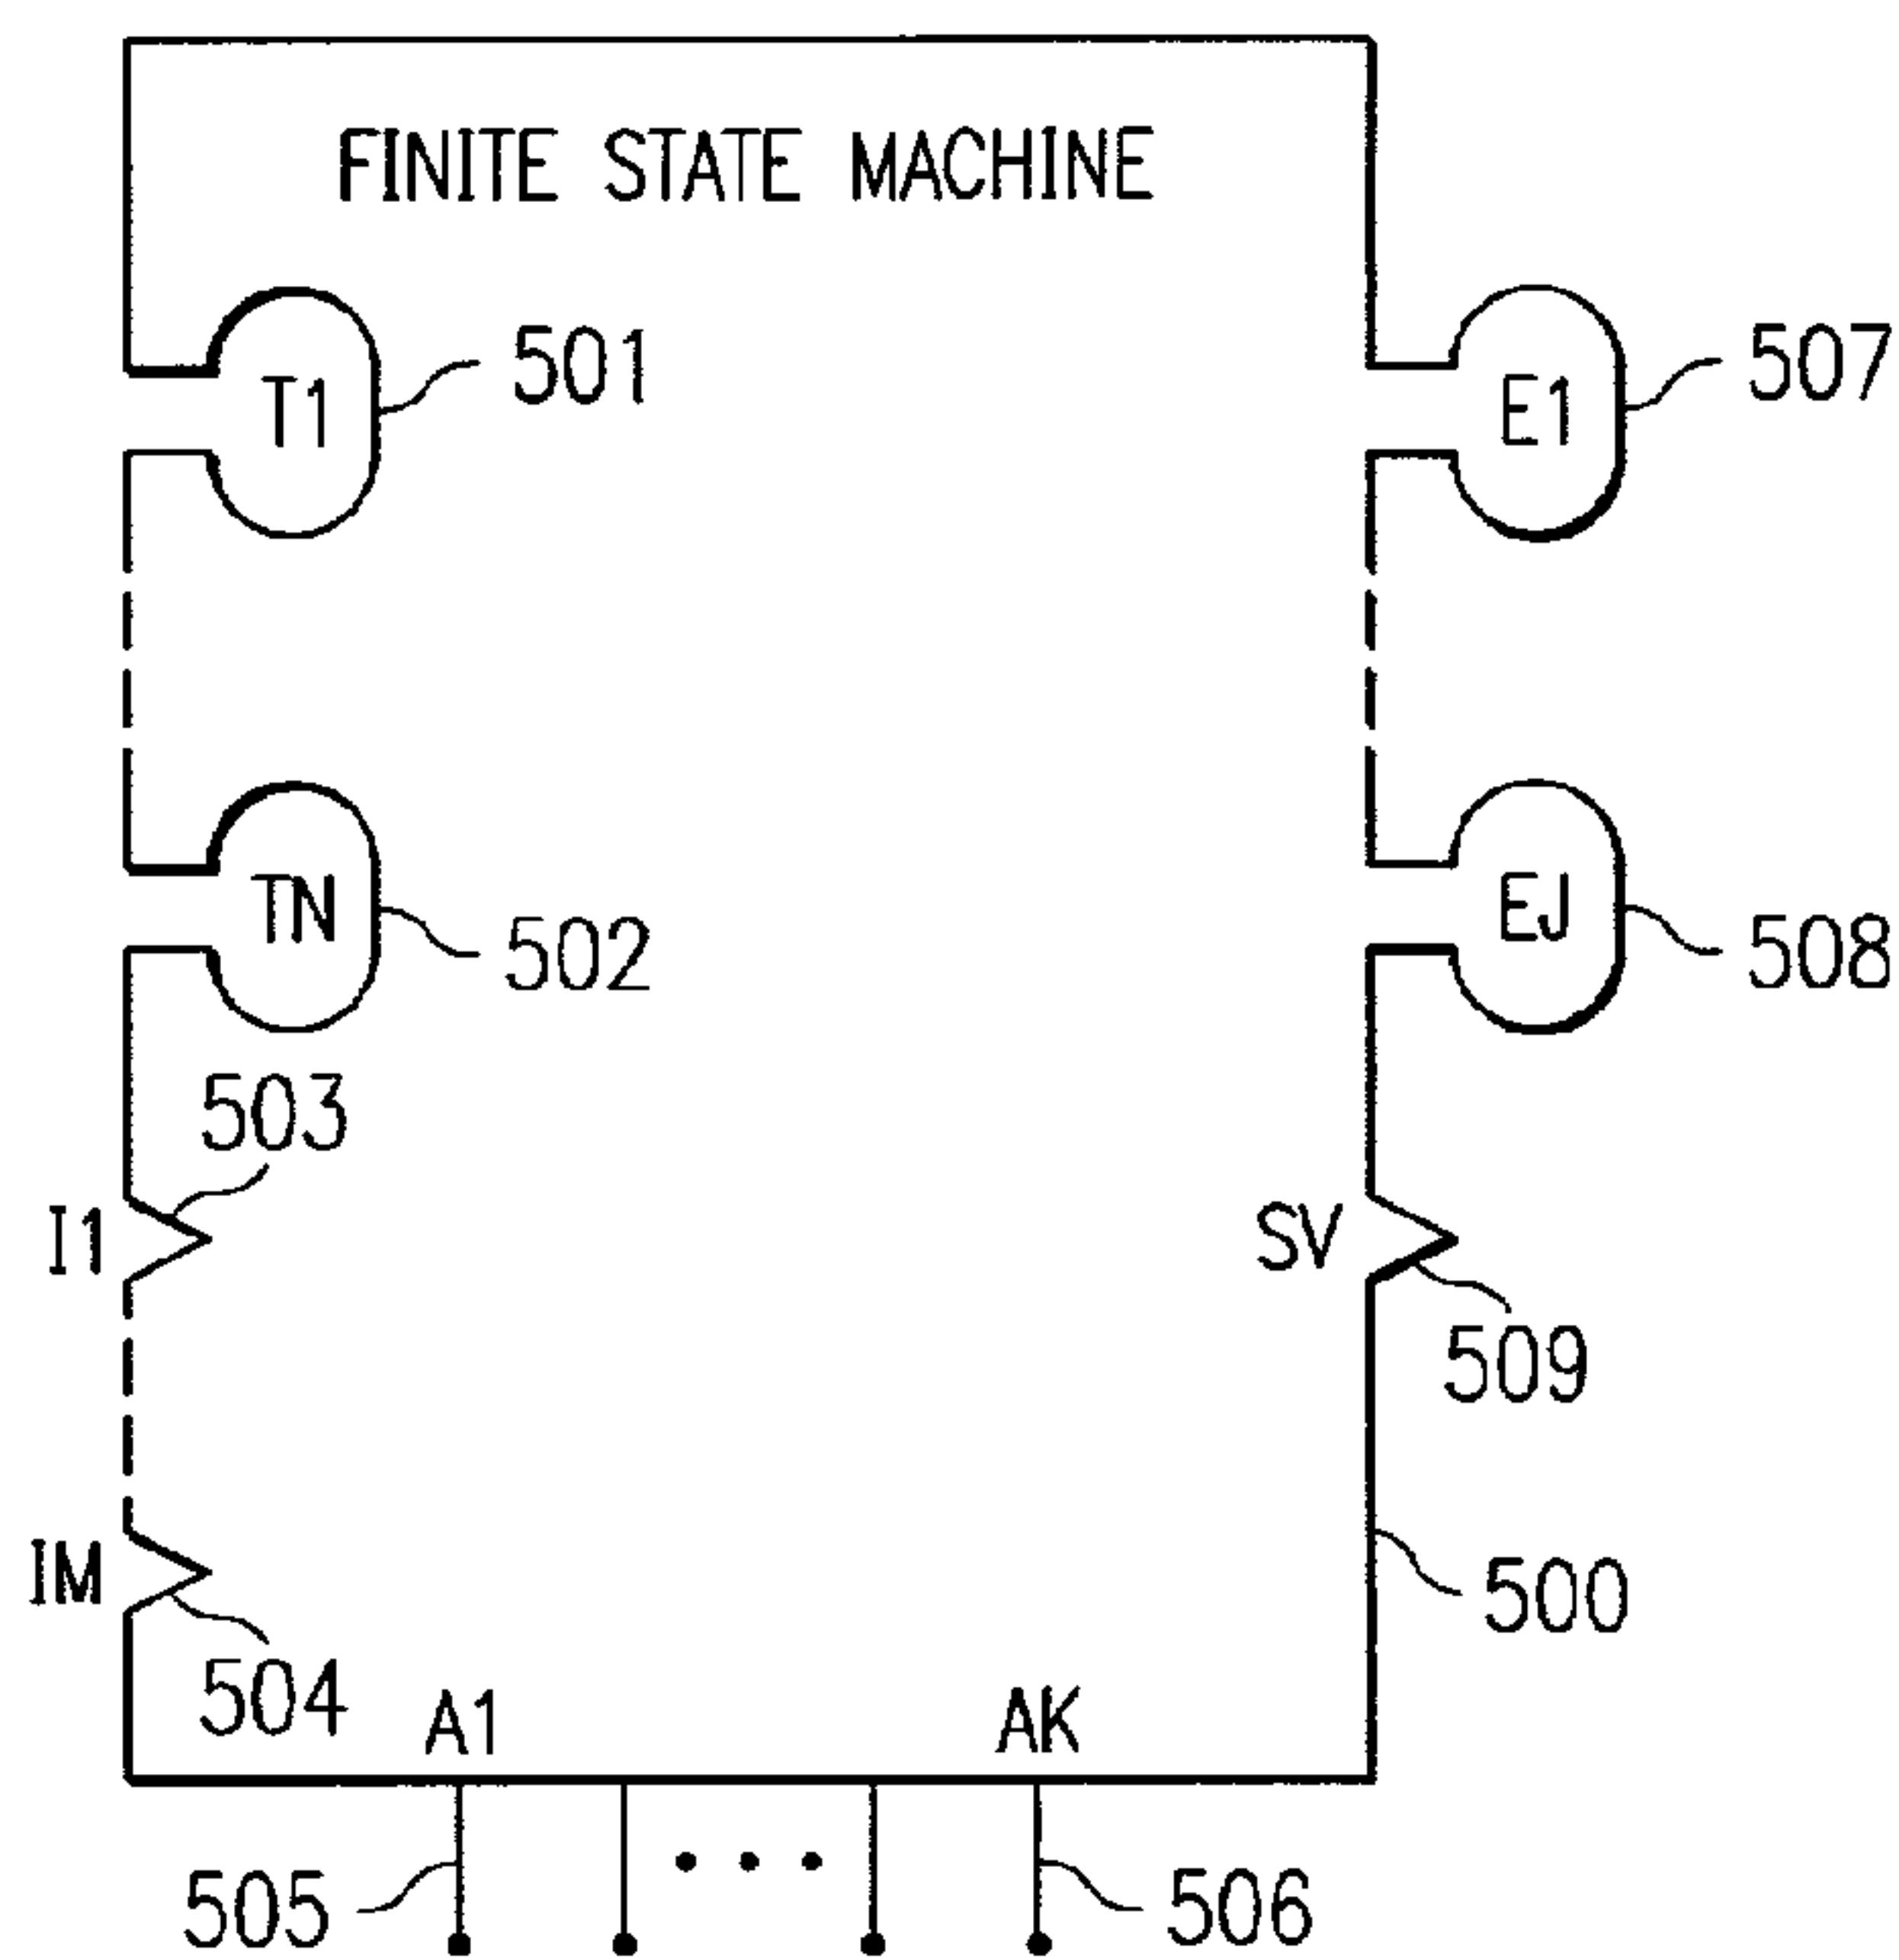 FINITE STATE MACHINE
T1
501
E1
507
TN
502
EJ
508
503
I1
SV
509
IM
504
500
A1
AK
505
506